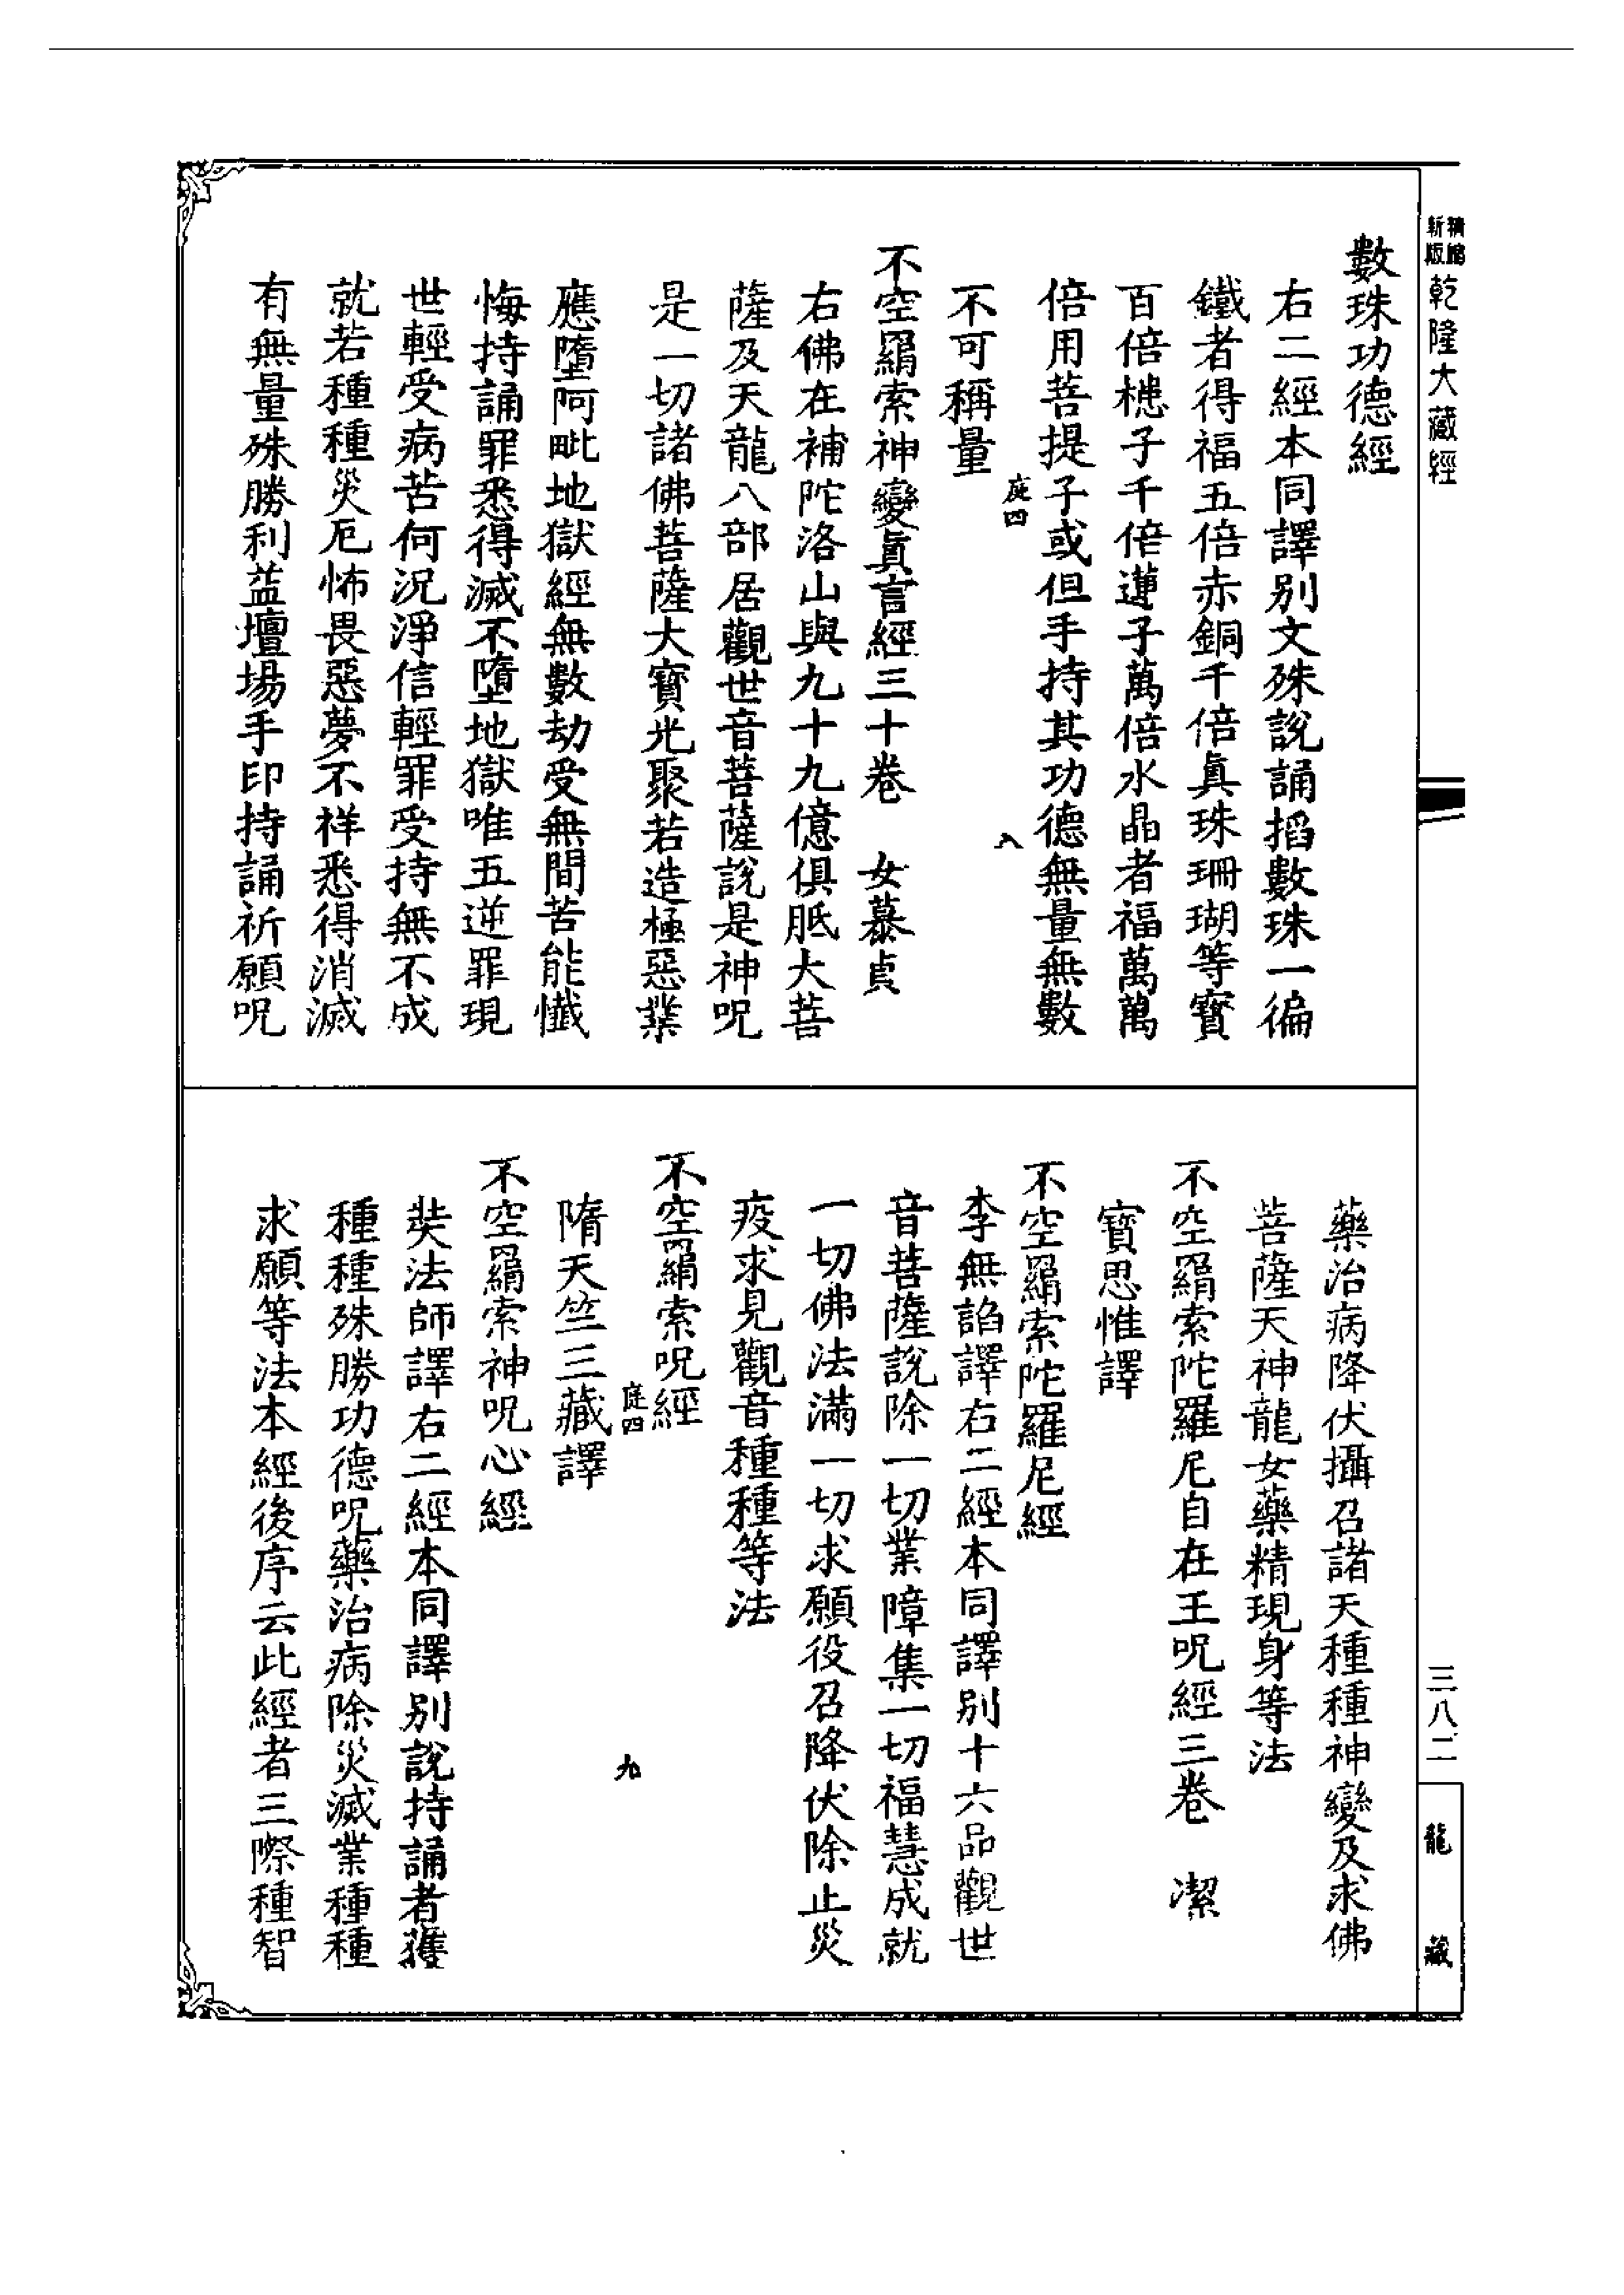 精縮新版乾隆大藏經
數珠功德經
右二經本同譯別文殊說誦搯數珠一徧
鐵者得福五倍赤銅千倍眞珠珊瑚等寶
百倍槵子千倍蓮子萬倍水晶者福萬萬
倍用菩提子或但手持其功德無量無數
庭四 八
不可稱量
不空羂索神變眞言經三十卷 女慕貞
右佛在補陀洛山與九十九億俱胝大菩
薩及天龍八部居觀世音菩薩說是神呪
是一切諸佛菩薩大寶光聚若造極惡業
應墮阿毗地獄經無數劫受無間苦能懺
悔持誦罪悉得滅不墮地獄唯五逆罪現
世輕受病苦何況淨信輕罪受持無不成
就若種種災厄怖畏惡夢不祥悉得消滅
有無量殊勝利益壇場手印持誦祈願呪
藥治病降伏攝召諸天種種神變及求佛
菩薩天神龍女藥精現身等法
不空羂索陀羅尼自在王呪經三卷 潔
寶思惟譯
不空羂索陀羅尼經
李無諂譯右二經本同譯別十六品觀世
音菩薩說除一切業障集一切福慧成就
一切佛法滿一切求願役召降伏除止災
疫求見觀音種種等法
不空羂索呪經
庭四 九
隋天竺三藏譯
不空羂索神呪心經
奘法師譯右二經本同譯別說持誦者獲
種種殊勝功德呪藥治病除災滅業種種
求願等法本經後序云此經者三際種智
三八二
龍藏